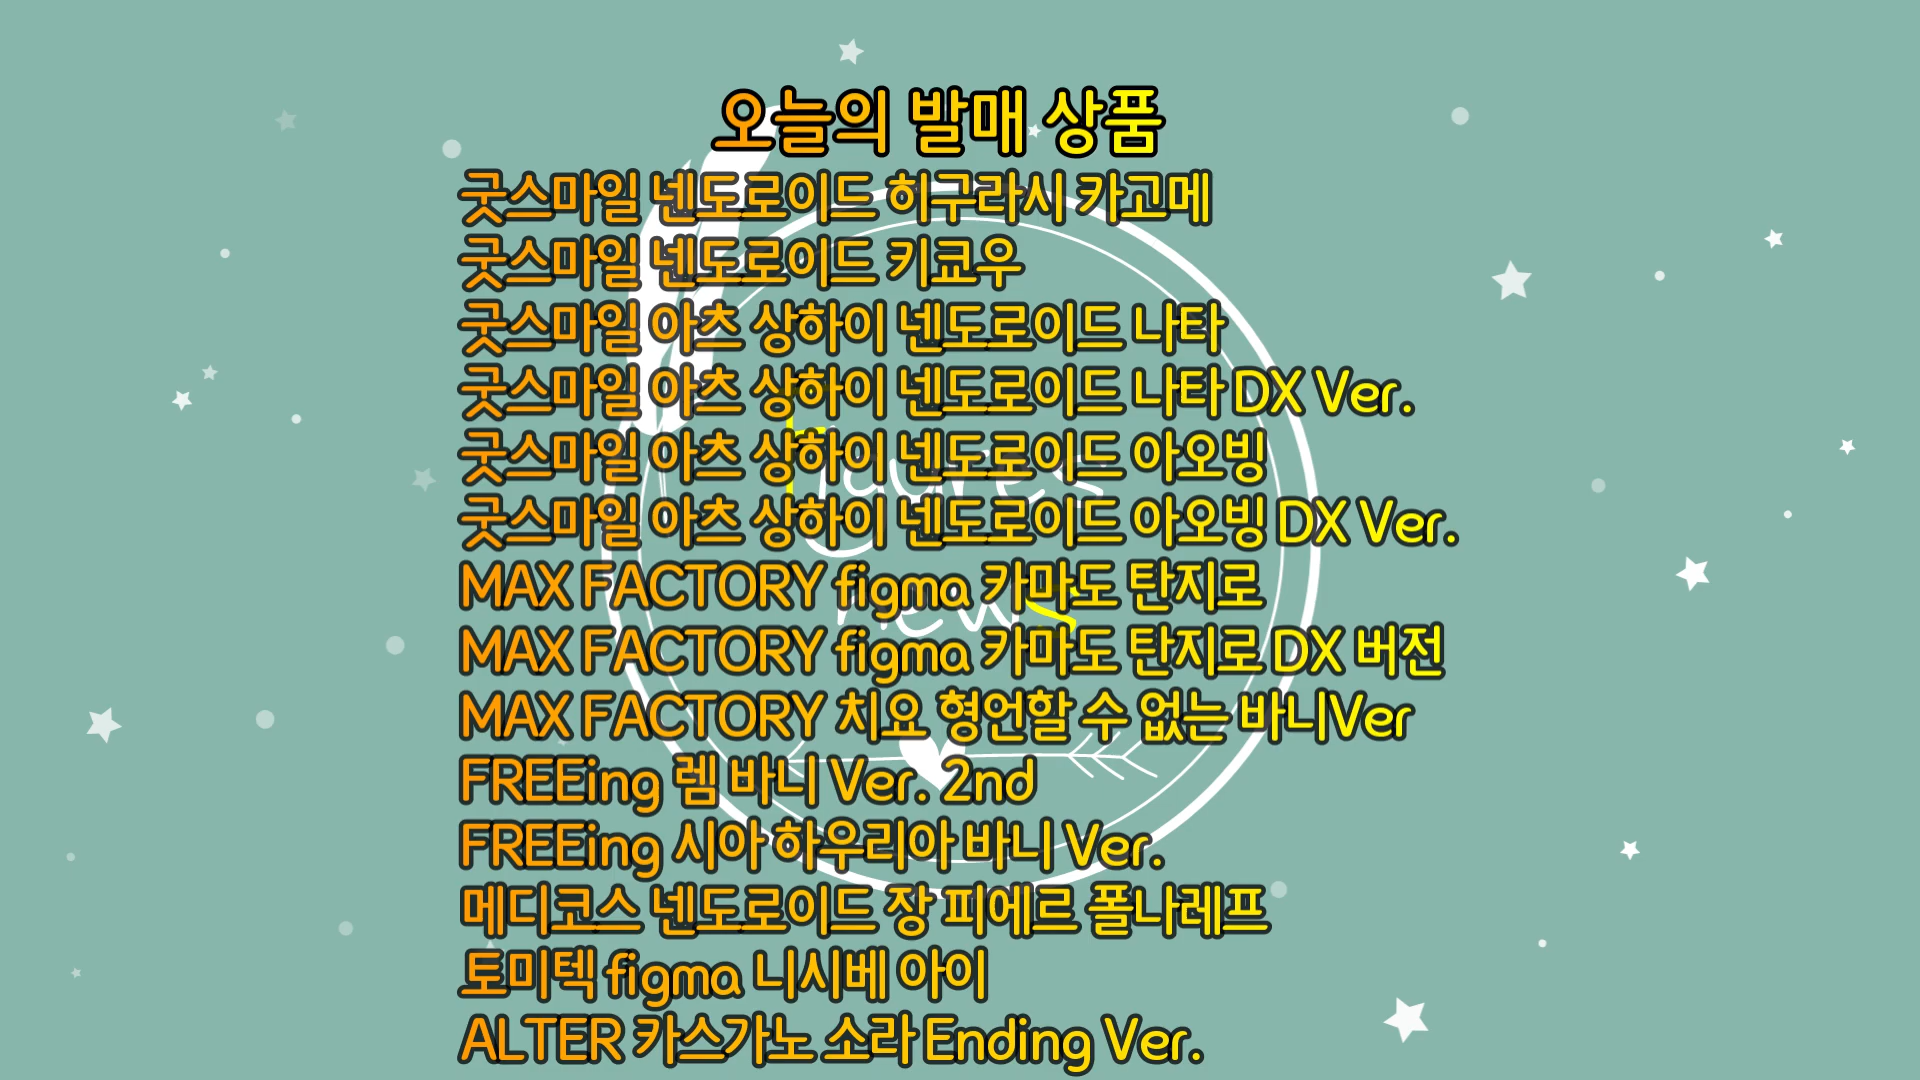 오늘의 발매 상품
굿스마일 넨도로이드 히구라시 카고메
굿스마일 넨도로이드 키쿄우
굿스마일 아츠 상하이 넨도로이드 나타
굿스마일 아츠 상하이 넨도로이드 나타 DX Ver.
굿스마일 아츠 상하이 넨도로이드 아오빙
굿스마일 아츠 상하이 넨도로이드 아오빙 DX Ver.
MAX FACTORY figma 카마도 탄지로
MAX FACTORY figma 카마도 탄지로 DX 버전
MAX FACTORY 치요 형언할 수 없는 바니Ver
FREEing 렘 바니 Ver. 2nd
FREEing 시아 하우리아 바니 Ver.
메디코스 넨도로이드 장 피에르 폴나레프
토미텍 figma 니시베 아이
ALTER 카스가노 소라 Ending Ver.
Figures
news